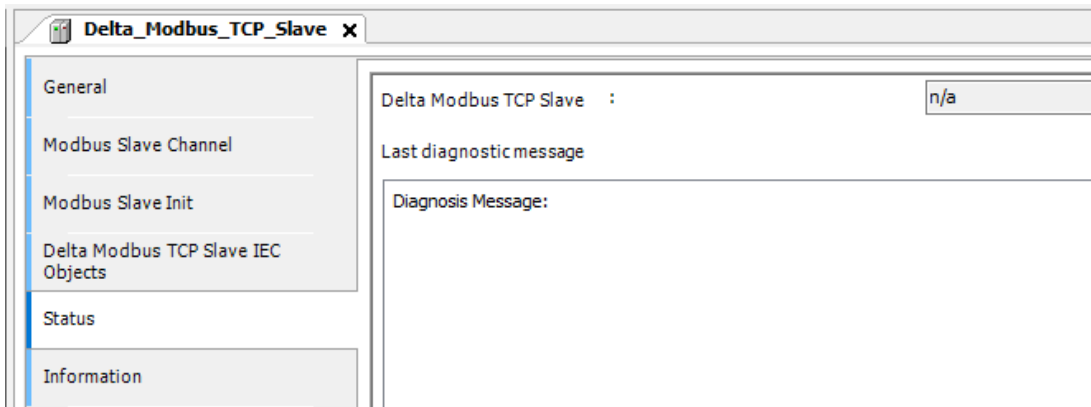 Delta_Modbus_TCP_Slave x
General
Modbus Slave Channel
Modbus Slave Init
Delta Modbus TCP Slave IEC
Objects
Status
Information
Delta Modbus TCP Slave : n/a
Last diagnostic message
Diagnosis Message: